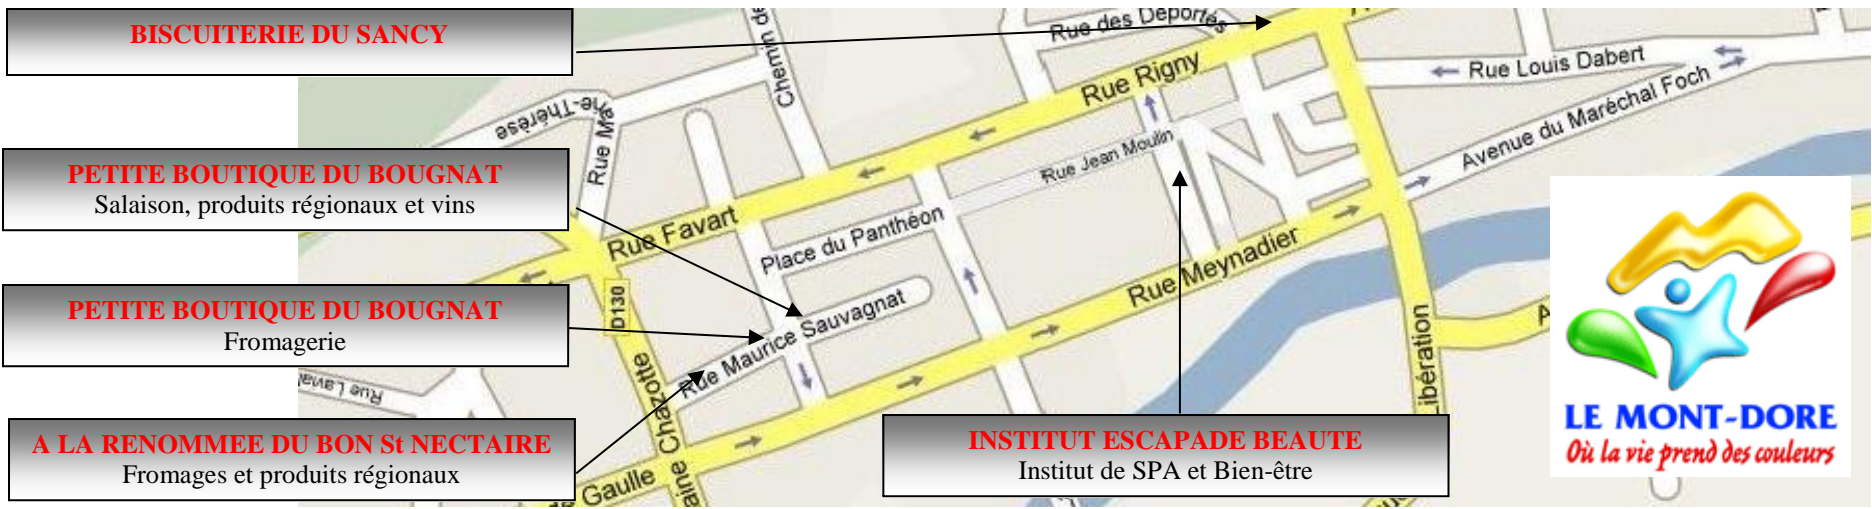 BISCUITERIE DU SANCY
PETITE BOUTIQUE DU BOUGNAT
Salaison, produits régionaux et vins
PETITE BOUTIQUE DU BOUGNAT
Fromagerie
A LA RENOMMEE DU BON St NECTAIRE
Fromages et produits régionaux
INSTITUT ESCAPADE BEAUTE
Institut de SPA et Bien-être
Rue des Déportés
Chemin de
Rue Rigny
Rue Louis Dabert
Avenue du Maréchal Foch
Rue Jean Moulin
Rue Favart
Place du Panthéon
Rue Meynadier
D130
Rue Maurice Sauvagnat
Chazotte
Gaulle
Libération
LE MONT-DORE
Où la vie prend des couleurs